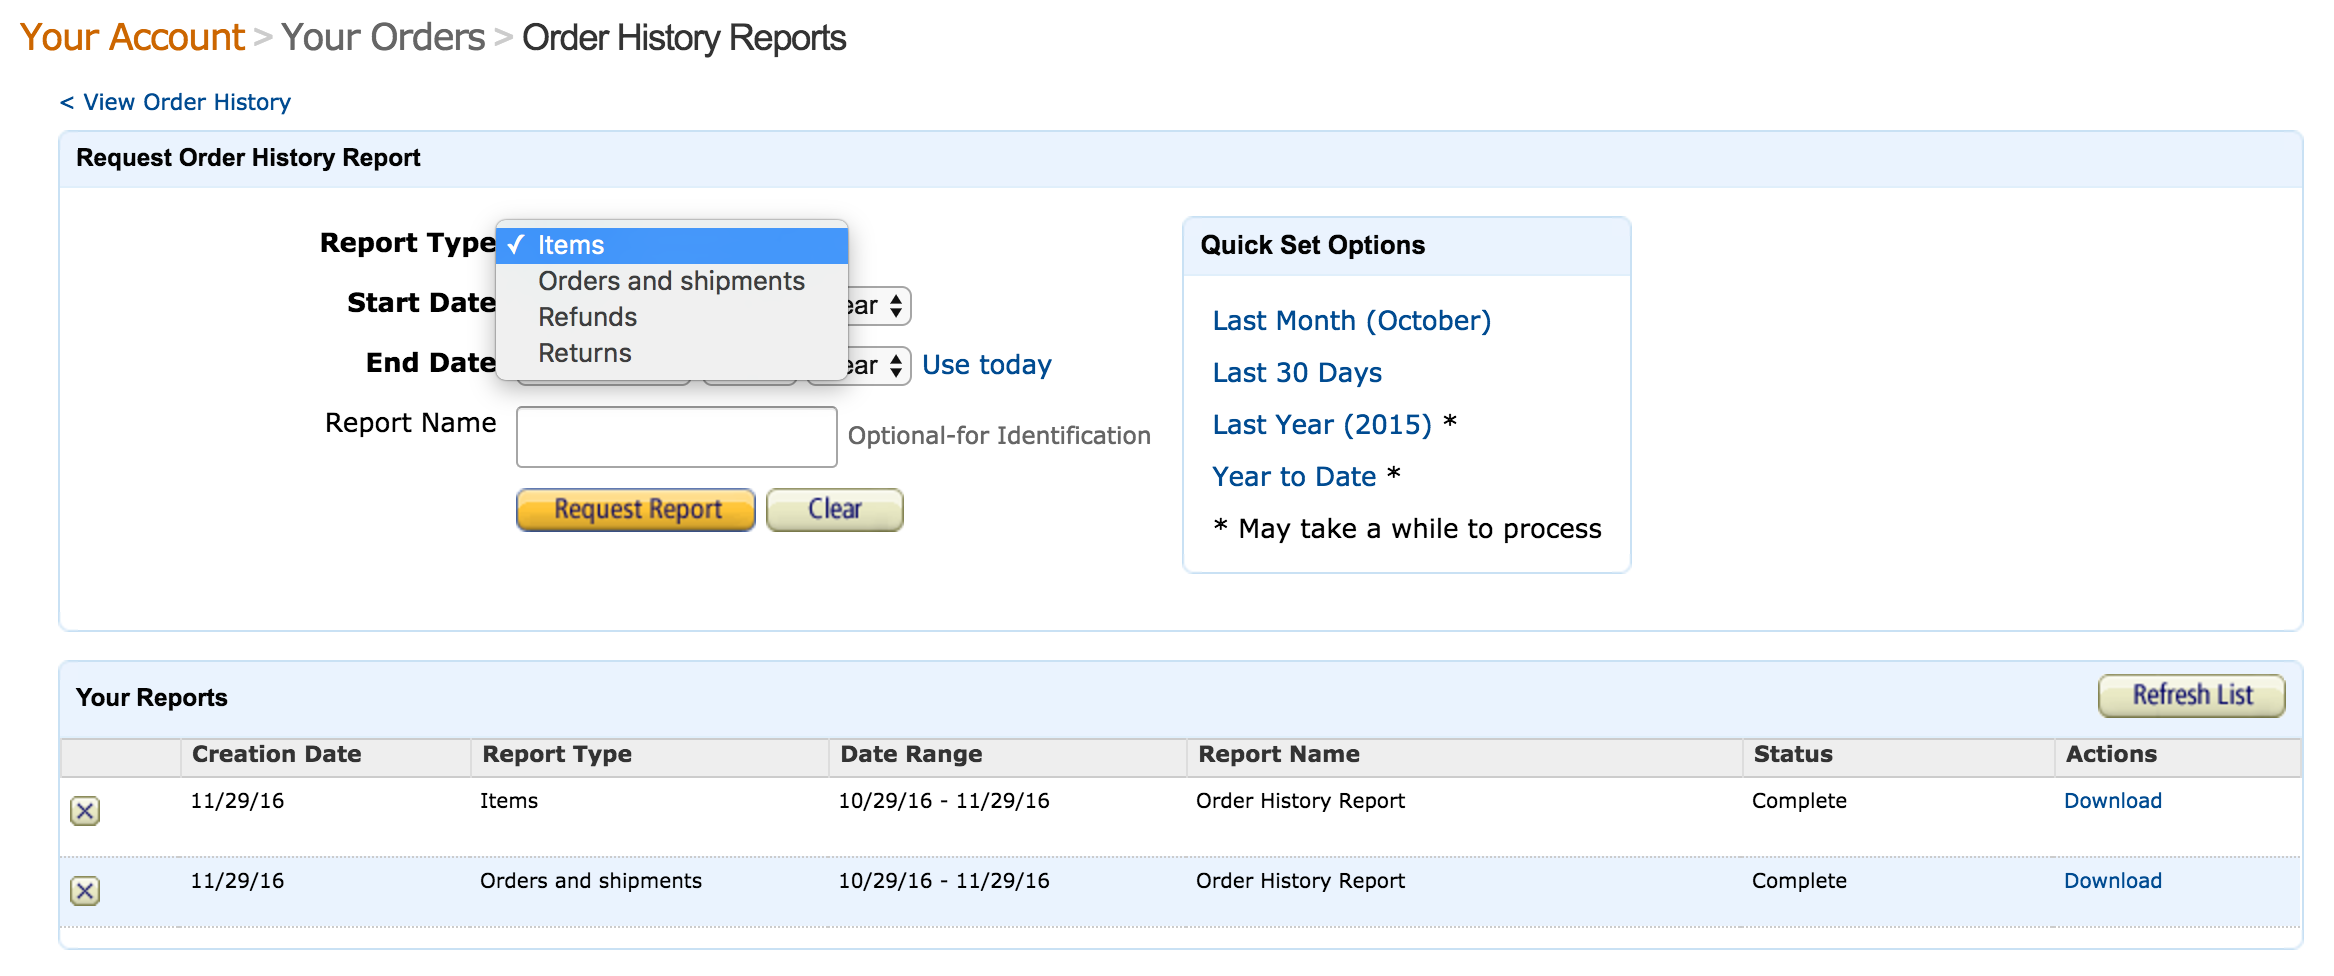 Your Account > Your Orders > Order History Reports
< View Order History
Request Order History Report
Report Type
✓ Items
Orders and shipments
Refunds
Returns
Start Date
End Date
Use today
Report Name
Optional-for Identification
Request Report
Clear
Quick Set Options
Last Month (October)
Last 30 Days
Last Year (2015) *
Year to Date *
* May take a while to process
Your Reports
Refresh List
Creation Date Report Type Date Range Report Name Status Actions
11/29/16 Items 10/29/16 - 11/29/16 Order History Report Complete Download
11/29/16 Orders and shipments 10/29/16 - 11/29/16 Order History Report Complete Download